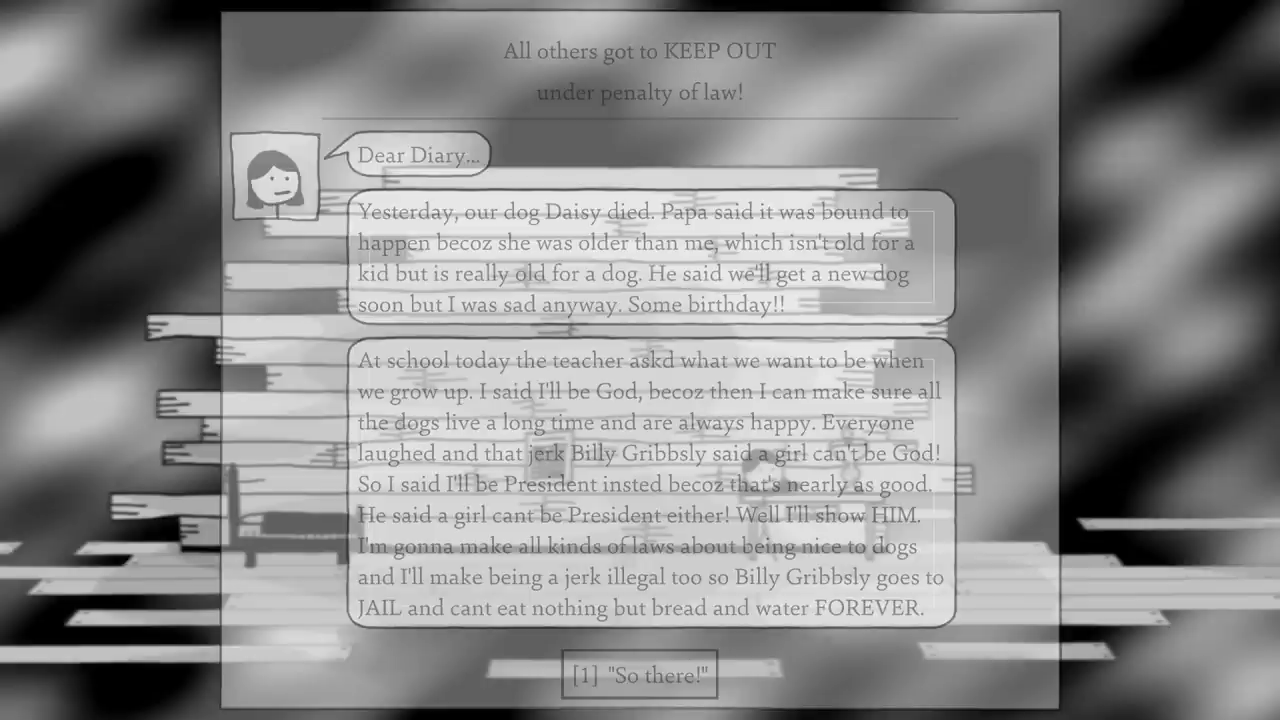 All others got to KEEP OUT
under penalty of law!
Dear Diary...
Yesterday, our dog Daisy died. Papa said it was bound to
happen becoz she was older than me, which isn't old for a
kid but is really old for a dog. He said we'll get a new dog
soon but I was sad anyway. Some birthday!!
At school today the teacher askd what we want to be when
we grow up. I said I'll be God, becoz then I can make sure all
the dogs live a long time and are always happy. Everyone
laughed and that jerk Billy Gribbsly said a girl can't be God!
So I said I'll be President insted becoz that's nearly as good.
He said a girl cant be President either! Well I'll show HIM.
I'm gonna make all kinds of laws about being nice to dogs
and I'll make being a jerk illegal too so Billy Gribbsly goes to
JAIL and cant eat nothing but bread and water FOREVER.
[1] "So there!"